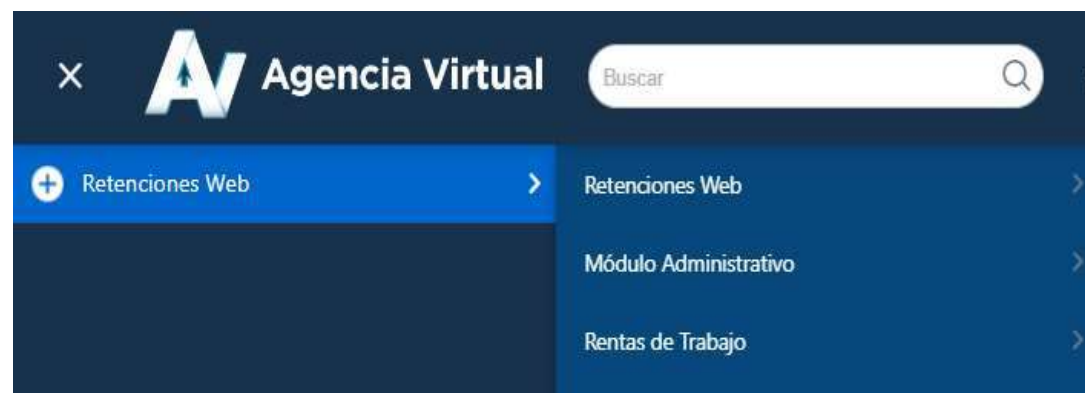 Agencia Virtual
Buscar
Retenciones Web
Retenciones Web
Módulo Administrativo
Rentas de Trabajo